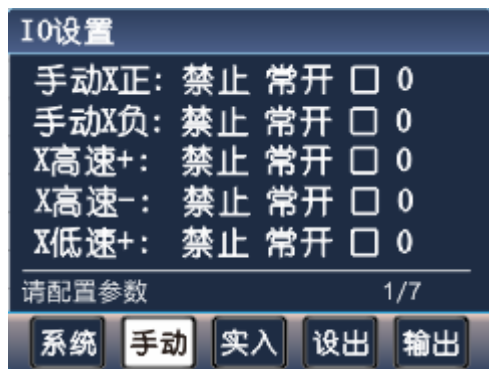 IO设置
手动X正: 禁止 常开 □ 0
手动X负: 禁止 常开 □ 0
X高速+: 禁止 常开 □ 0
X高速-: 禁止 常开 □ 0
X低速+: 禁止 常开 □ 0
请配置参数 1/7
系统 手动 实入 设出 输出